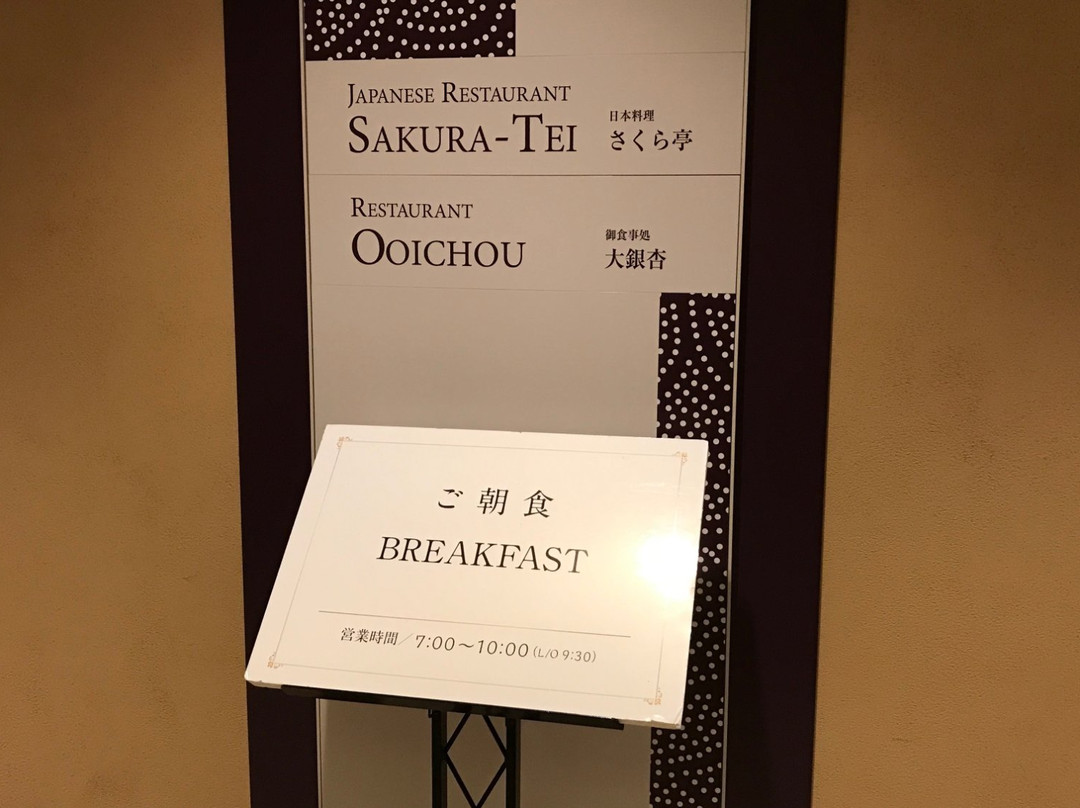 JAPANESE RESTAURANT
SAKURA-TEI
日本料理
さくら亭
RESTAURANT
OOICHOU
御食事処
大銀杏
ご朝食
BREAKFAST
営業時間／7:00～10:00（L/O 9:30）